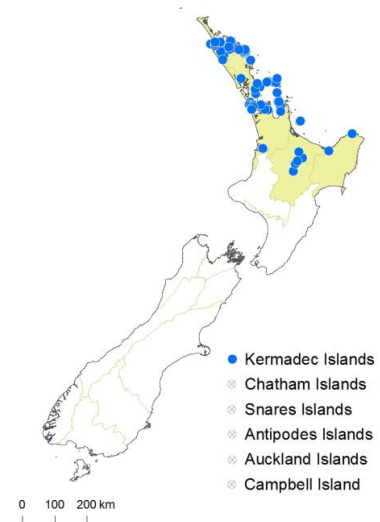 Kermadec Islands
Chatham Islands
Snares Islands
Antipodes Islands
Auckland Islands
Campbell Island
0 100 200 km